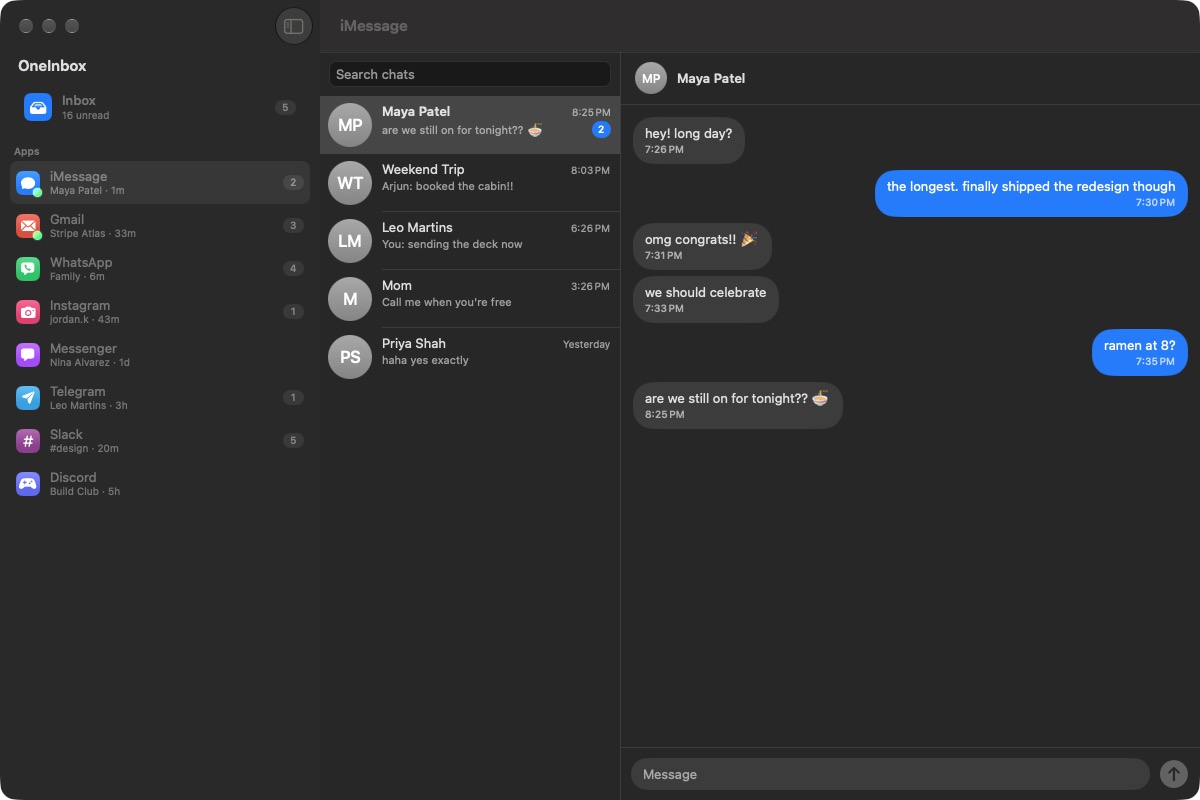 OneInbox
Inbox
16 unread
5
Apps
iMessage
Maya Patel · 1m
2
Gmail
Stripe Atlas · 33m
3
WhatsApp
Family · 6m
4
Instagram
jordan.k · 43m
1
Messenger
Nina Alvarez · 1d
Telegram
Leo Martins · 3h
1
Slack
#design · 20m
5
Discord
Build Club · 5h
iMessage
Search chats
MP
Maya Patel
8:25 PM
are we still on for tonight?? 🍜
2
WT
Weekend Trip
8:03 PM
Arjun: booked the cabin!!
LM
Leo Martins
6:26 PM
You: sending the deck now
M
Mom
3:26 PM
Call me when you're free
PS
Priya Shah
Yesterday
haha yes exactly
MP
Maya Patel
hey! long day?
7:26 PM
the longest. finally shipped the redesign though
7:30 PM
omg congrats!! 🎉
7:31 PM
we should celebrate
7:33 PM
ramen at 8?
7:35 PM
are we still on for tonight?? 🍜
8:25 PM
Message